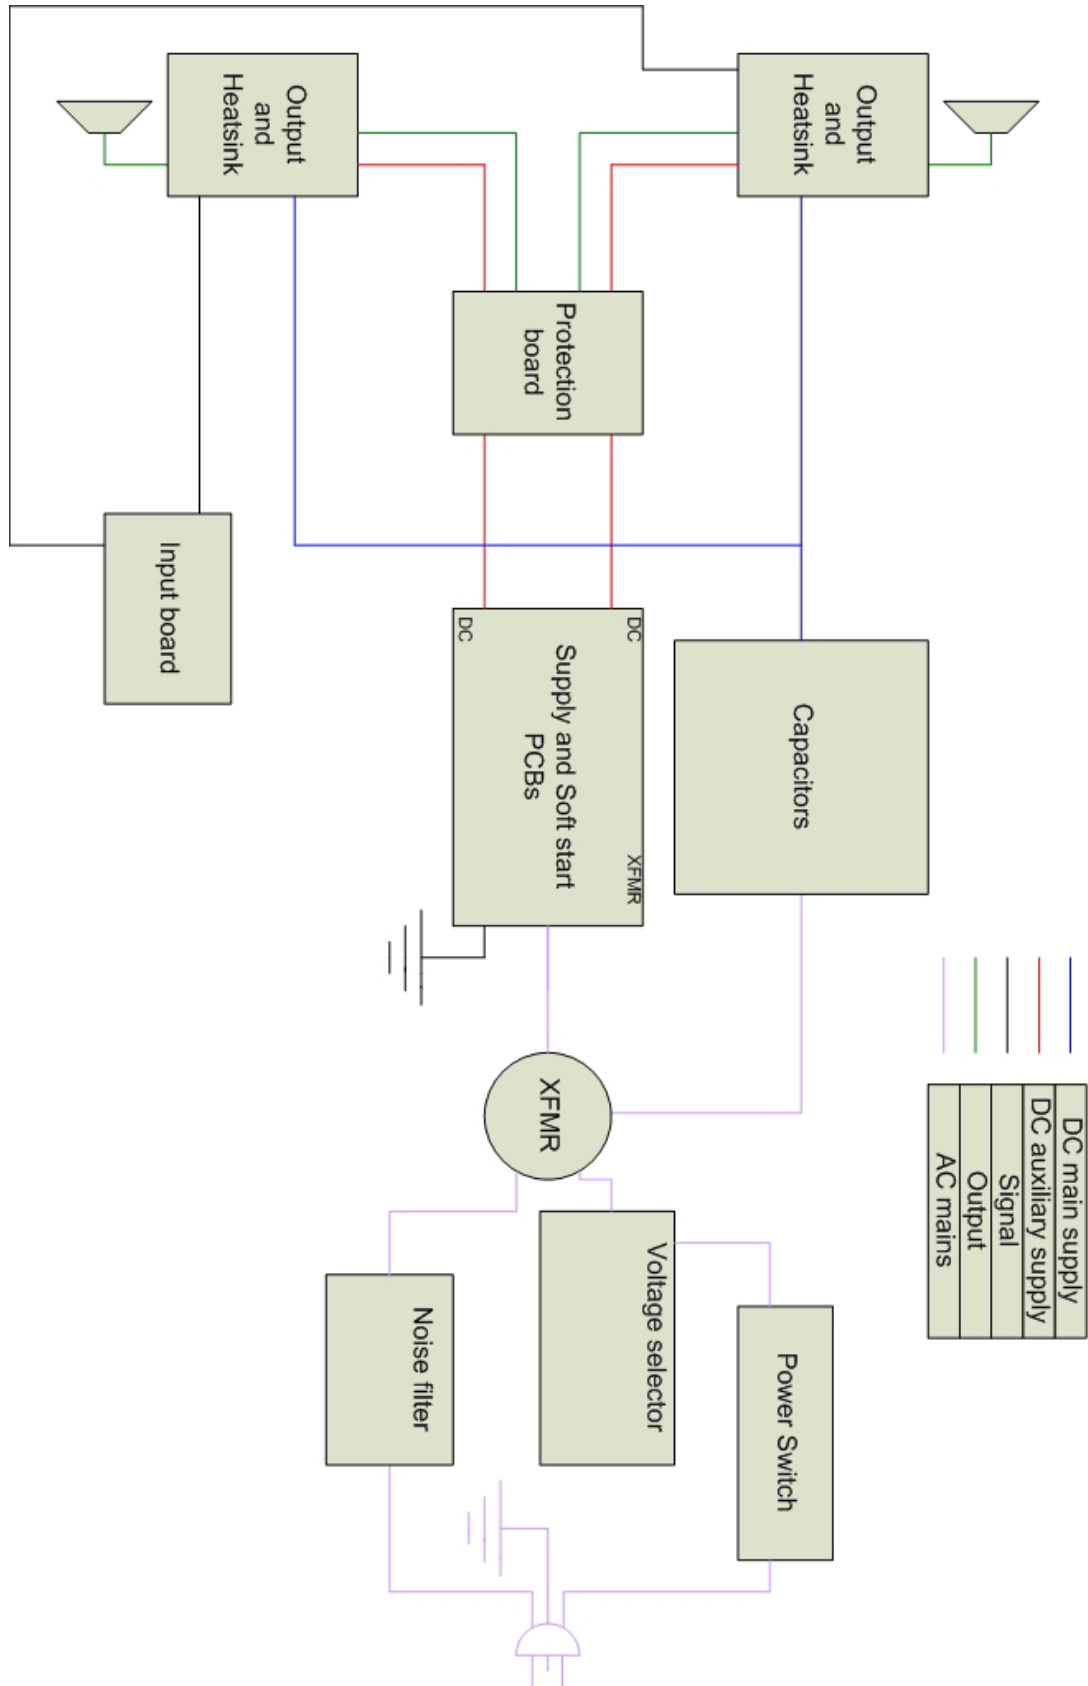 Output
and
Heatsink
Output
and
Heatsink
Protection
board
Input board
DC
DC
Supply and Soft start
PCBs
XFMR
Capacitors
XFMR
DC main supply
DC auxiliary supply
Signal
Output
AC mains
Voltage selector
Noise filter
Power Switch